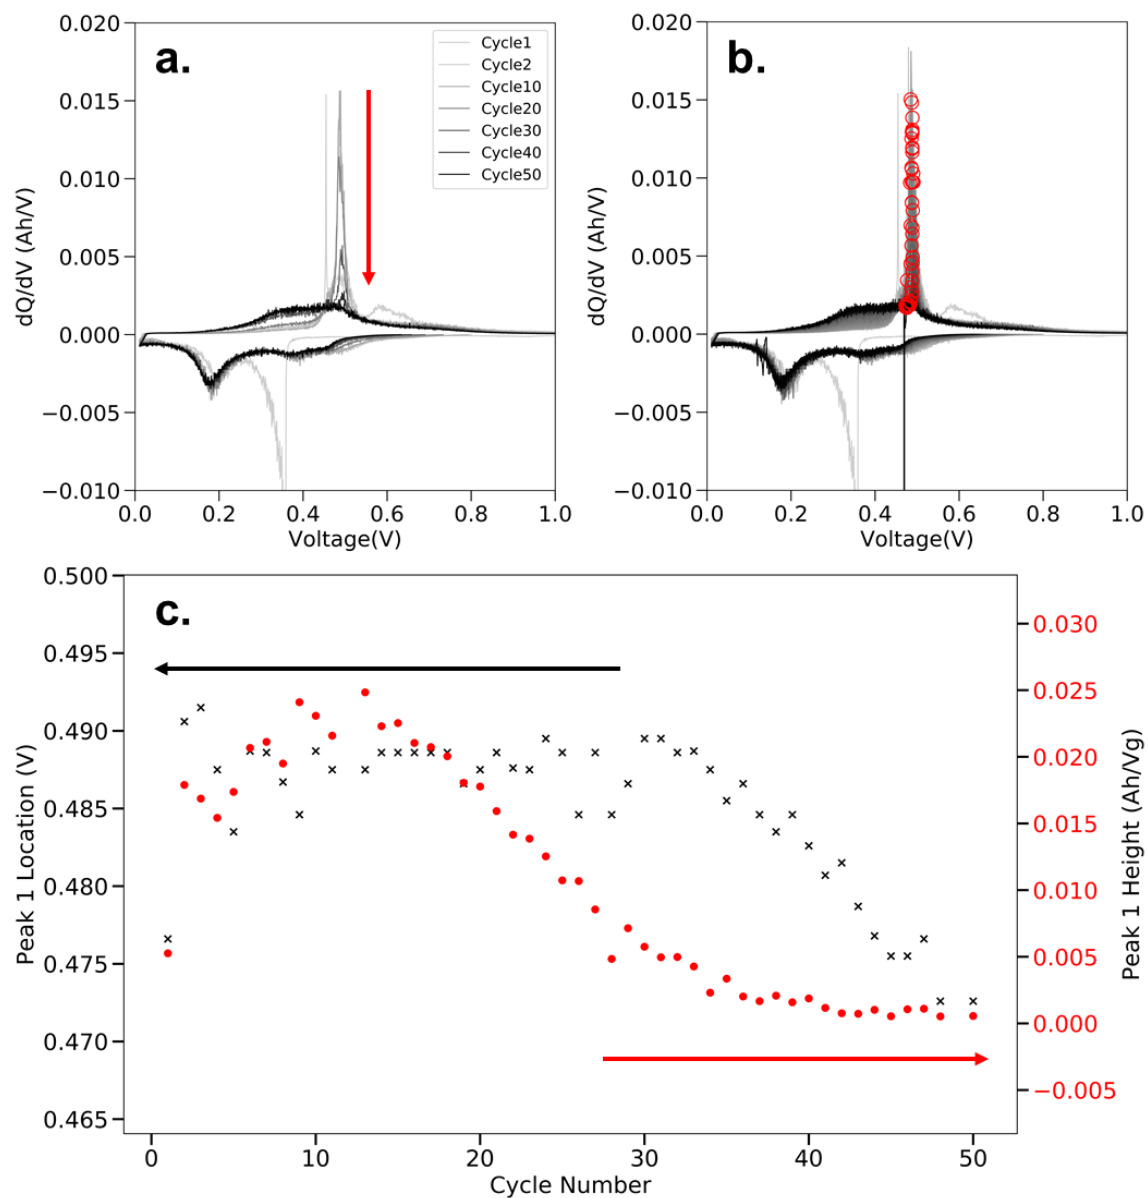 a.
Cycle1
Cycle2
Cycle10
Cycle20
Cycle30
Cycle40
Cycle50
0.020
0.015
0.010
0.005
0.000
−0.005
−0.010
dQ/dV (Ah/V)
0.0 0.2 0.4 0.6 0.8 1.0
Voltage(V)
b.
0.020
0.015
0.010
0.005
0.000
−0.005
−0.010
dQ/dV (Ah/V)
0.0 0.2 0.4 0.6 0.8 1.0
Voltage(V)
c.
0.500
0.495
0.490
0.485
0.480
0.475
0.470
0.465
Peak 1 Location (V)
0.030
0.025
0.020
0.015
0.010
0.005
0.000
−0.005
Peak 1 Height (Ah/Vg)
0 10 20 30 40 50
Cycle Number